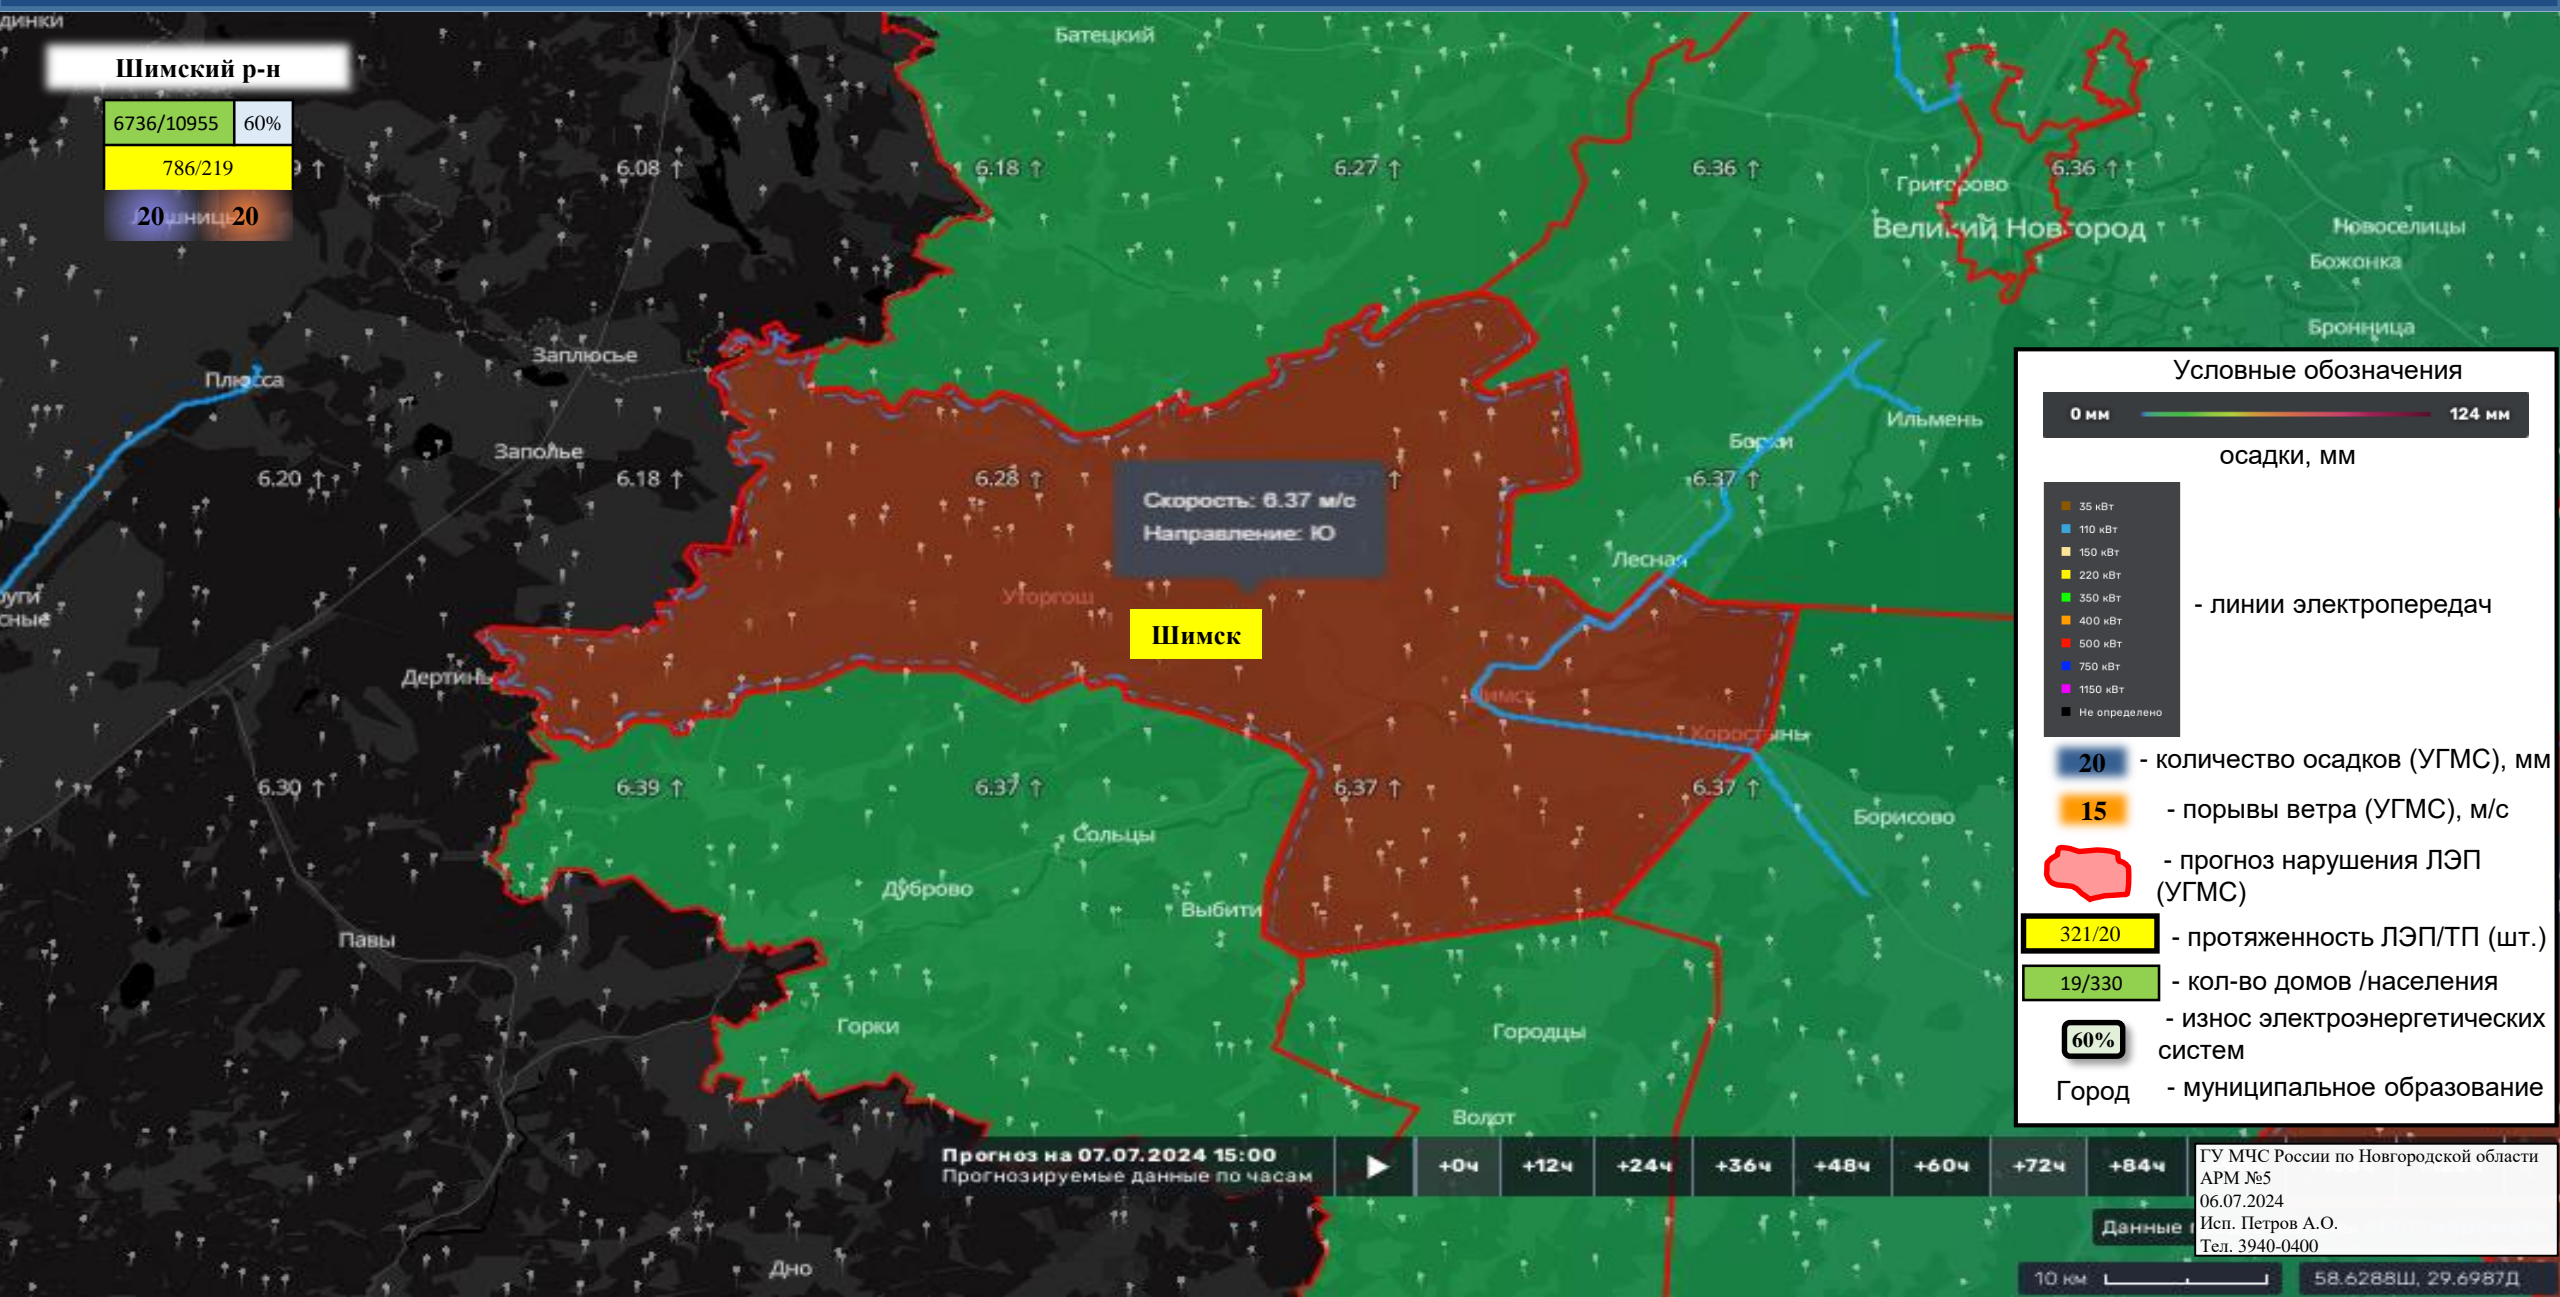 Шимский р-н
6736/10955 60%
786/219
20 20
Батецкий
6.08 ↑
6.18 ↑
6.27 ↑
6.36 ↑
6.36 ↑
Григорово
Великий Новгород
Новоселицы
Божонка
Бронница
Заплюсье
Плюсса
Заполье
Ильмень
Борки
6.20 ↑
6.18 ↑
6.28 ↑
6.37 ↑
Скорость: 6.37 м/с
Направление: Ю
Лесная
Уторгош
Шимск
Дертины
Шимск
Коростынь
6.30 ↑
6.39 ↑
6.37 ↑
6.37 ↑
6.37 ↑
Сольцы
Борисово
Дуброво
Выбити
Павы
Горки
Городцы
Волот
Дно
Условные обозначения
0 мм 124 мм
осадки, мм
35 кВт
110 кВт
150 кВт
220 кВт
350 кВт
400 кВт
500 кВт
750 кВт
1150 кВт
Не определено
- линии электропередач
20 - количество осадков (УГМС), мм
15 - порывы ветра (УГМС), м/с
- прогноз нарушения ЛЭП
(УГМС)
321/20 - протяженность ЛЭП/ТП (шт.)
19/330 - кол-во домов /населения
- износ электроэнергетических
60% систем
Город - муниципальное образование
Прогноз на 07.07.2024 15:00
Прогнозируемые данные по часам
+0ч +12ч +24ч +36ч +48ч +60ч +72ч +84ч
ГУ МЧС России по Новгородской области
АРМ №5
06.07.2024
Исп. Петров А.О.
Тел. 3940-0400
Данные
10 км
58.6288Ш, 29.6987Д